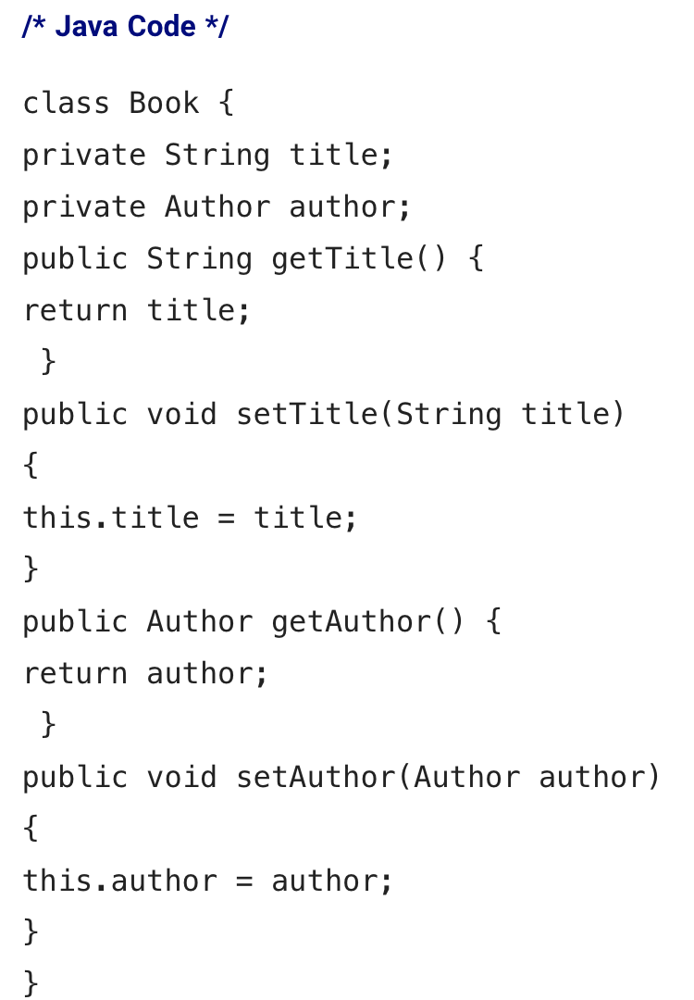 /* Java Code */
class Book {
private String title;
private Author author;
public String getTitle() {
return title;
 }
public void setTitle(String title)
{
this.title = title;
}
public Author getAuthor() {
return author;
 }
public void setAuthor(Author author)
{
this.author = author;
}
}